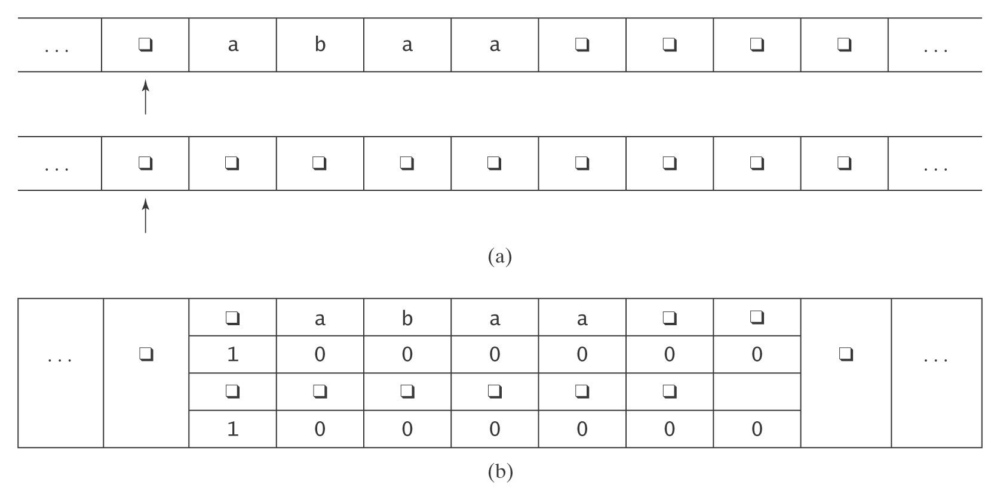 ... ❑ a b a a ❑ ❑ ❑ ❑ ...
... ❑ ❑ ❑ ❑ ❑ ❑ ❑ ❑ ❑ ...
(a)
❑ a b a a ❑ ❑
... ❑ 1 0 0 0 0 0 0 ❑ ...
❑ ❑ ❑ ❑ ❑ ❑
1 0 0 0 0 0 0
(b)